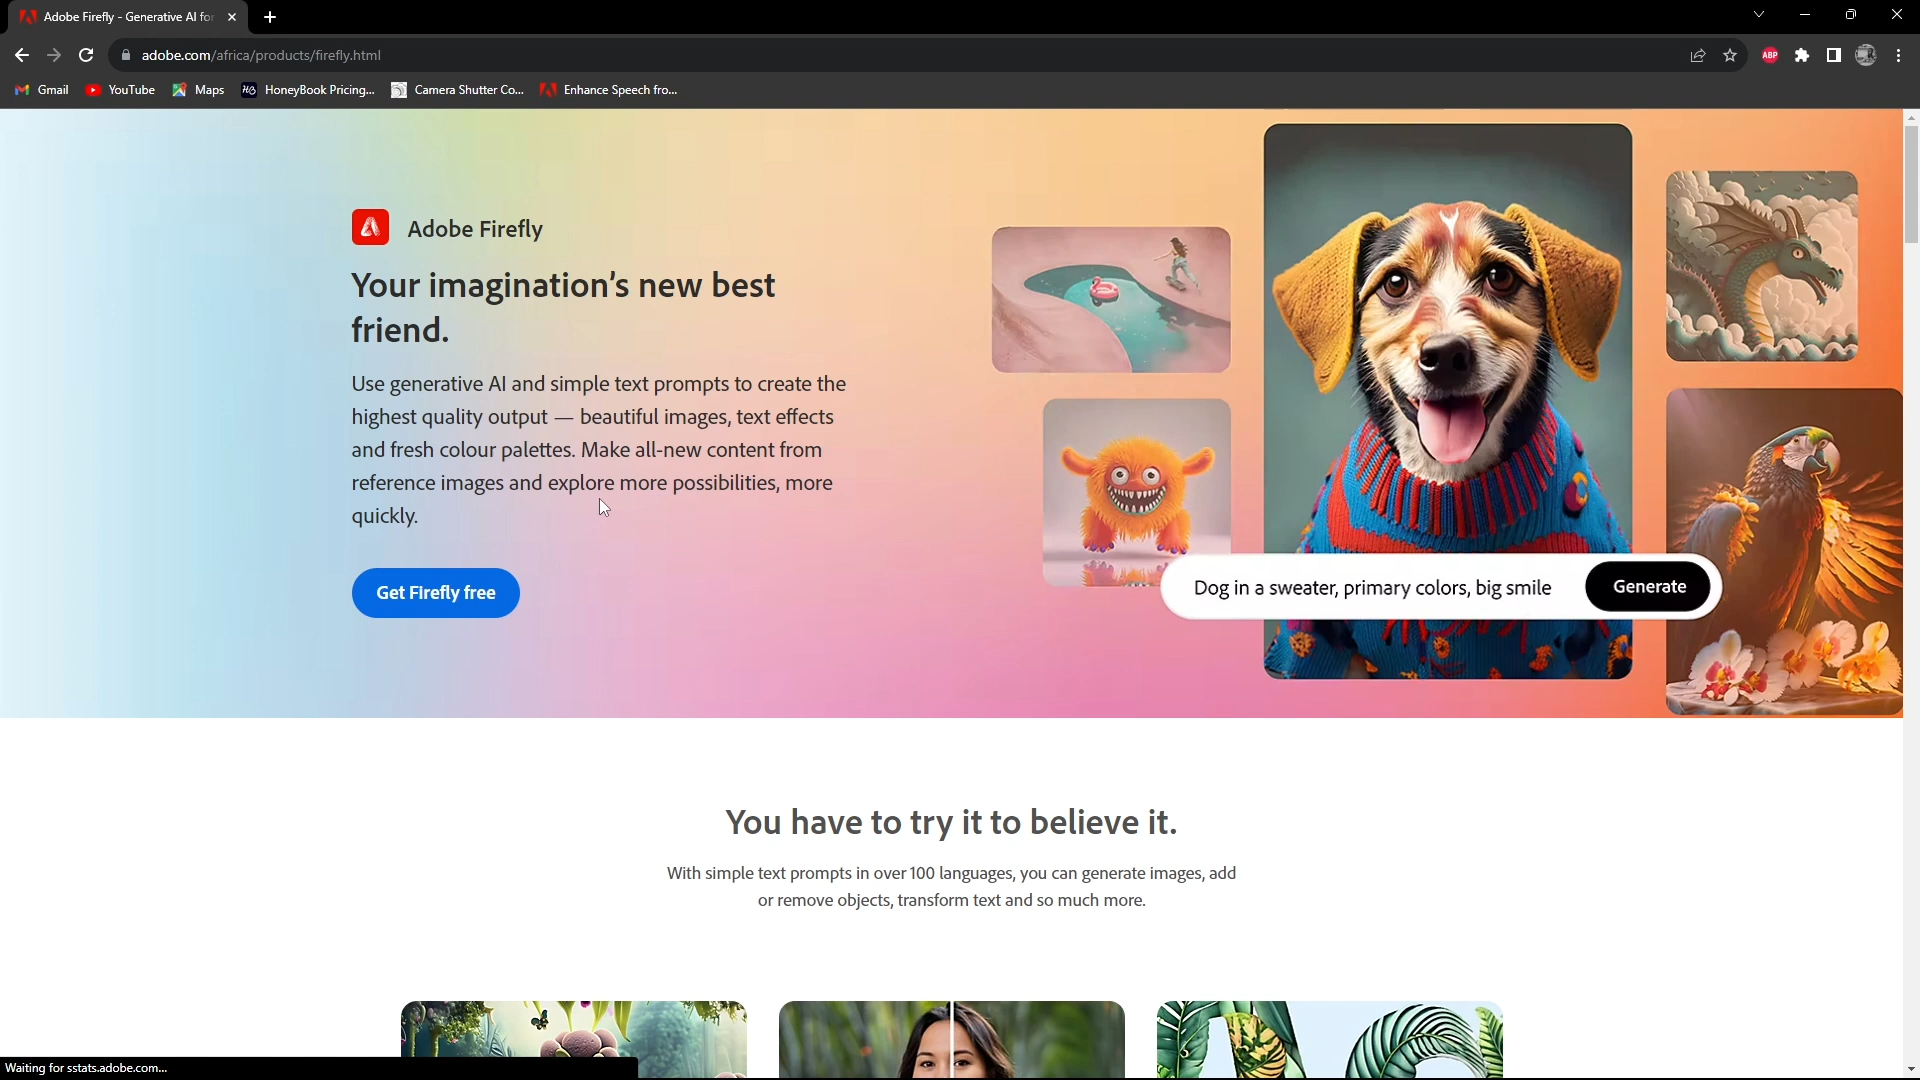 Adobe Firefly - Generative AI for
adobe.com/africa/products/firefly.html
ABP
Gmail
YouTube
Maps
HB
HoneyBook Pricing...
Camera Shutter Co...
Enhance Speech fro...
Adobe Firefly
Your imagination's new best
friend.
Use generative AI and simple text prompts to create the
highest quality output — beautiful images, text effects
and fresh colour palettes. Make all-new content from
reference images and explore more possibilities, more
quickly.
Get Firefly free
Dog in a sweater, primary colors, big smile
Generate
You have to try it to believe it.
With simple text prompts in over 100 languages, you can generate images, add
or remove objects, transform text and so much more.
Waiting for sstats.adobe.com...